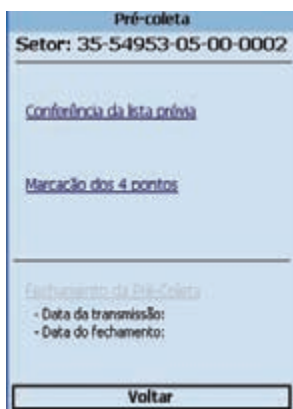 Pré-coleta
Setor: 35-54953-05-00-0002
Conferência da lista prévia
Marcação dos 4 pontos
Fechamento da Pré-Coleta
- Data da transmissão:
- Data do fechamento:
Voltar